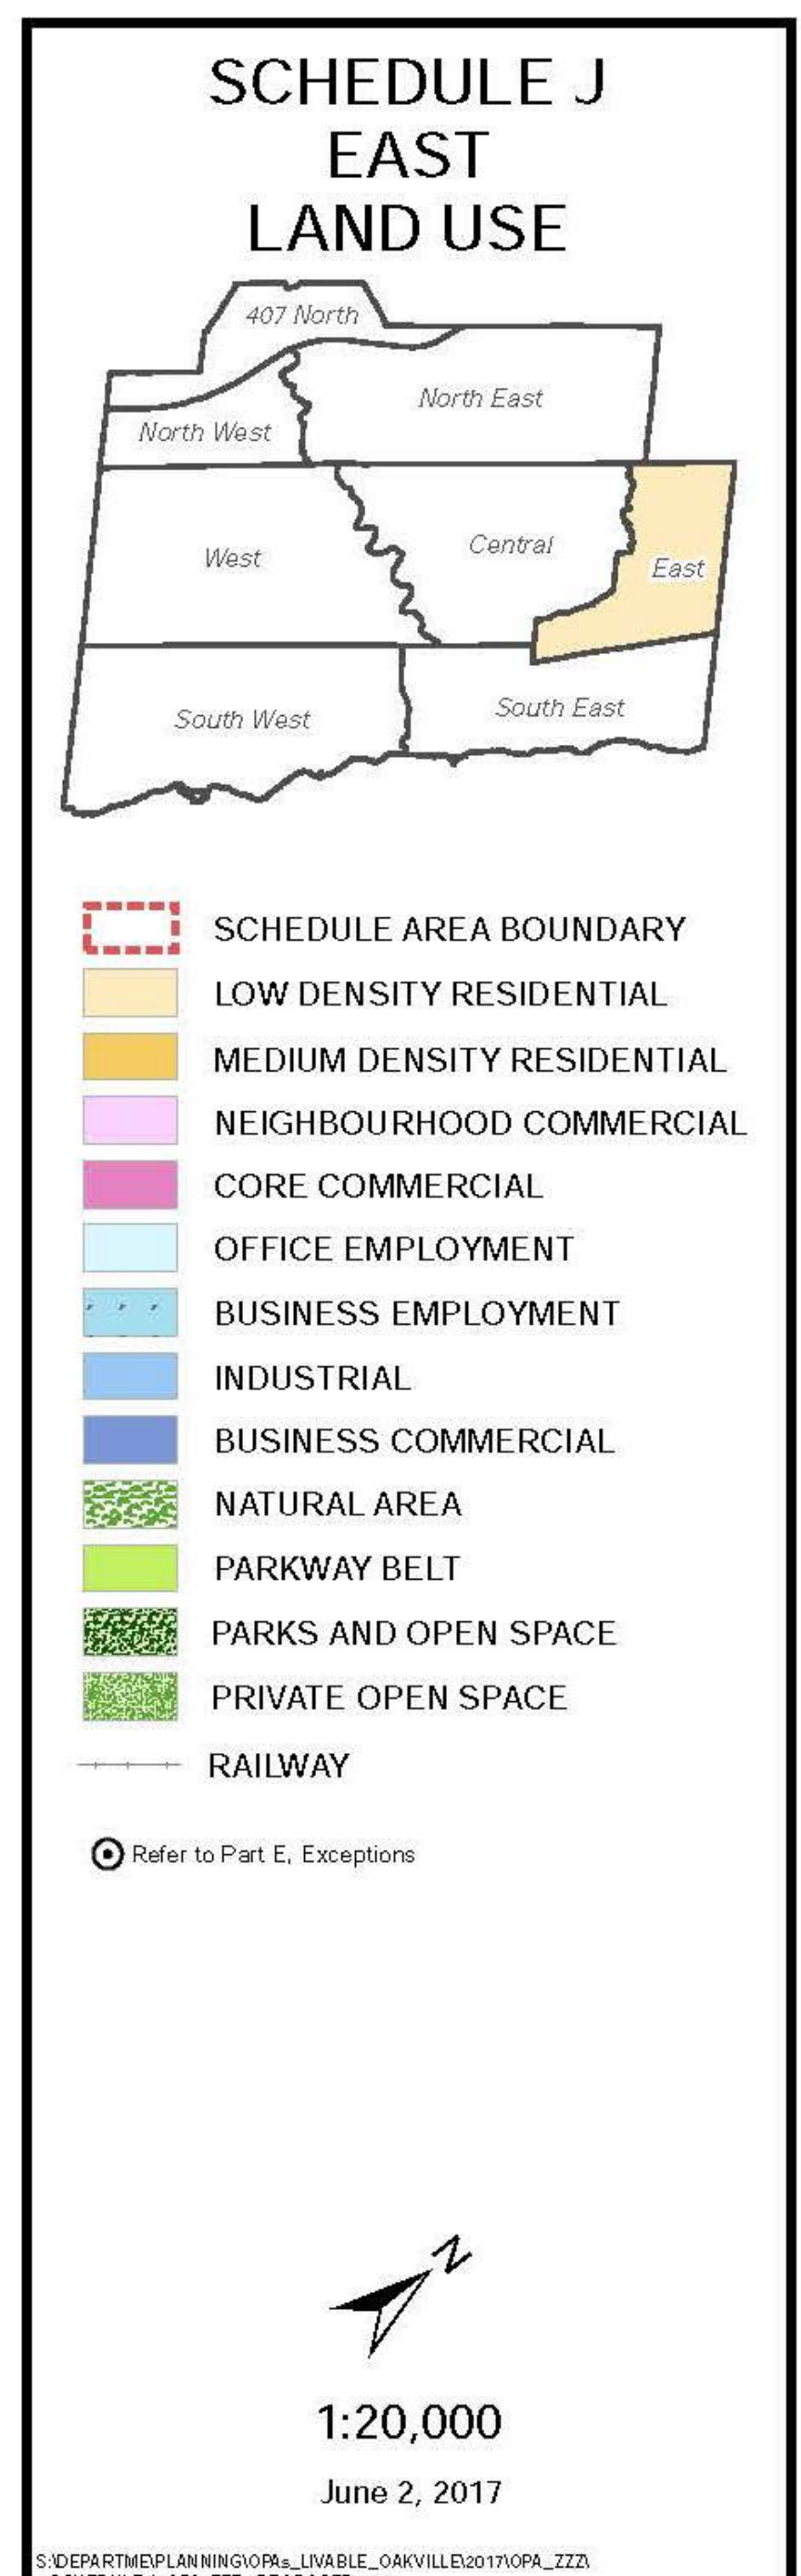 SCHEDULE J
EAST
LAND USE
407 North
North East
North West
Central
West
East
South East
South West
SCHEDULE AREA BOUNDARY
LOW DENSITY RESIDENTIAL
MEDIUM DENSITY RESIDENTIAL
NEIGHBOURHOOD COMMERCIAL
CORE COMMERCIAL
OFFICE EMPLOYMENT
BUSINESS EMPLOYMENT
INDUSTRIAL
BUSINESS COMMERCIAL
NATURAL AREA
PARKWAY BELT
PARKS AND OPEN SPACE
PRIVATE OPEN SPACE
RAILWAY
Refer to Part E, Exceptions
N
1:20,000
June 2, 2017
S:\DEPARTME\PLANNING\OPAs_LIVABLE_OAKVILLE\2017\OPA_ZZZ\